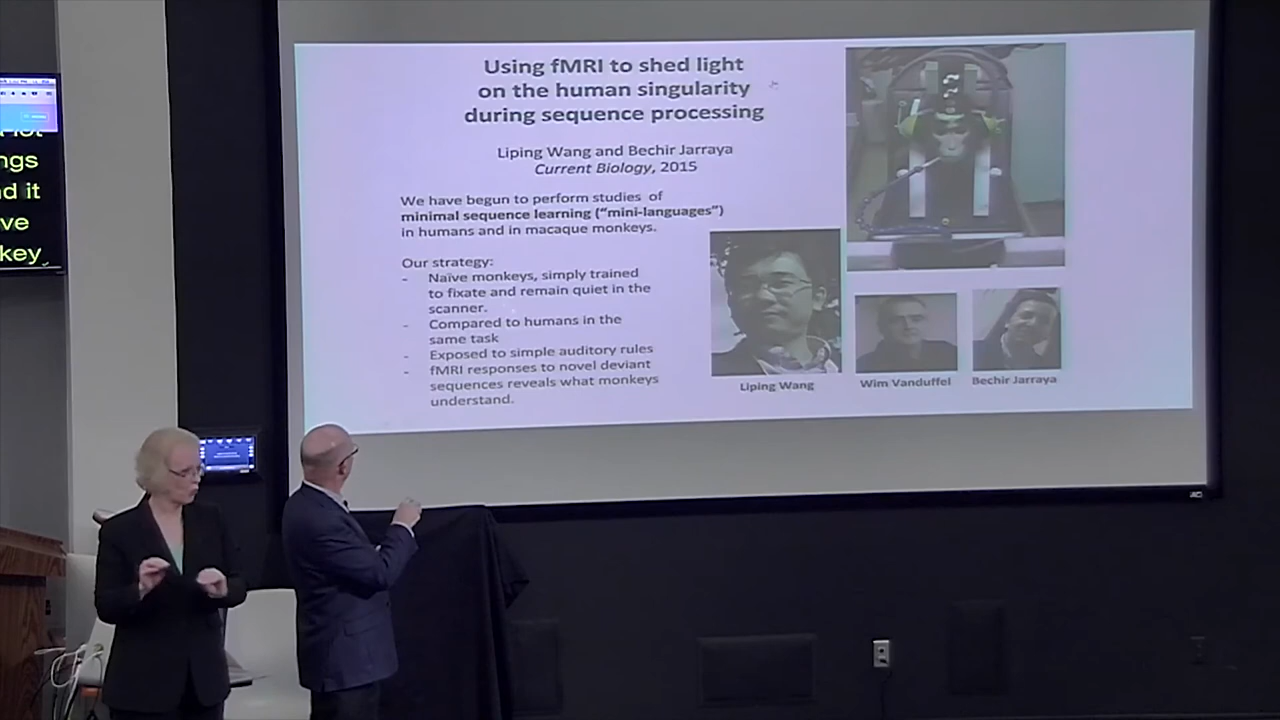 Using fMRI to shed light
on the human singularity
during sequence processing
Liping Wang and Bechir Jarraya
Current Biology, 2015
We have begun to perform studies of
minimal sequence learning ("mini-languages")
in humans and in macaque monkeys.
Our strategy:
- Naïve monkeys, simply trained
to fixate and remain quiet in the
scanner.
- Compared to humans in the
same task
- Exposed to simple auditory rules
- fMRI responses to novel deviant
sequences reveals what monkeys
understand.
Liping Wang
Wim Vanduffel
Bechir Jarraya
ngs
d it
ve
key